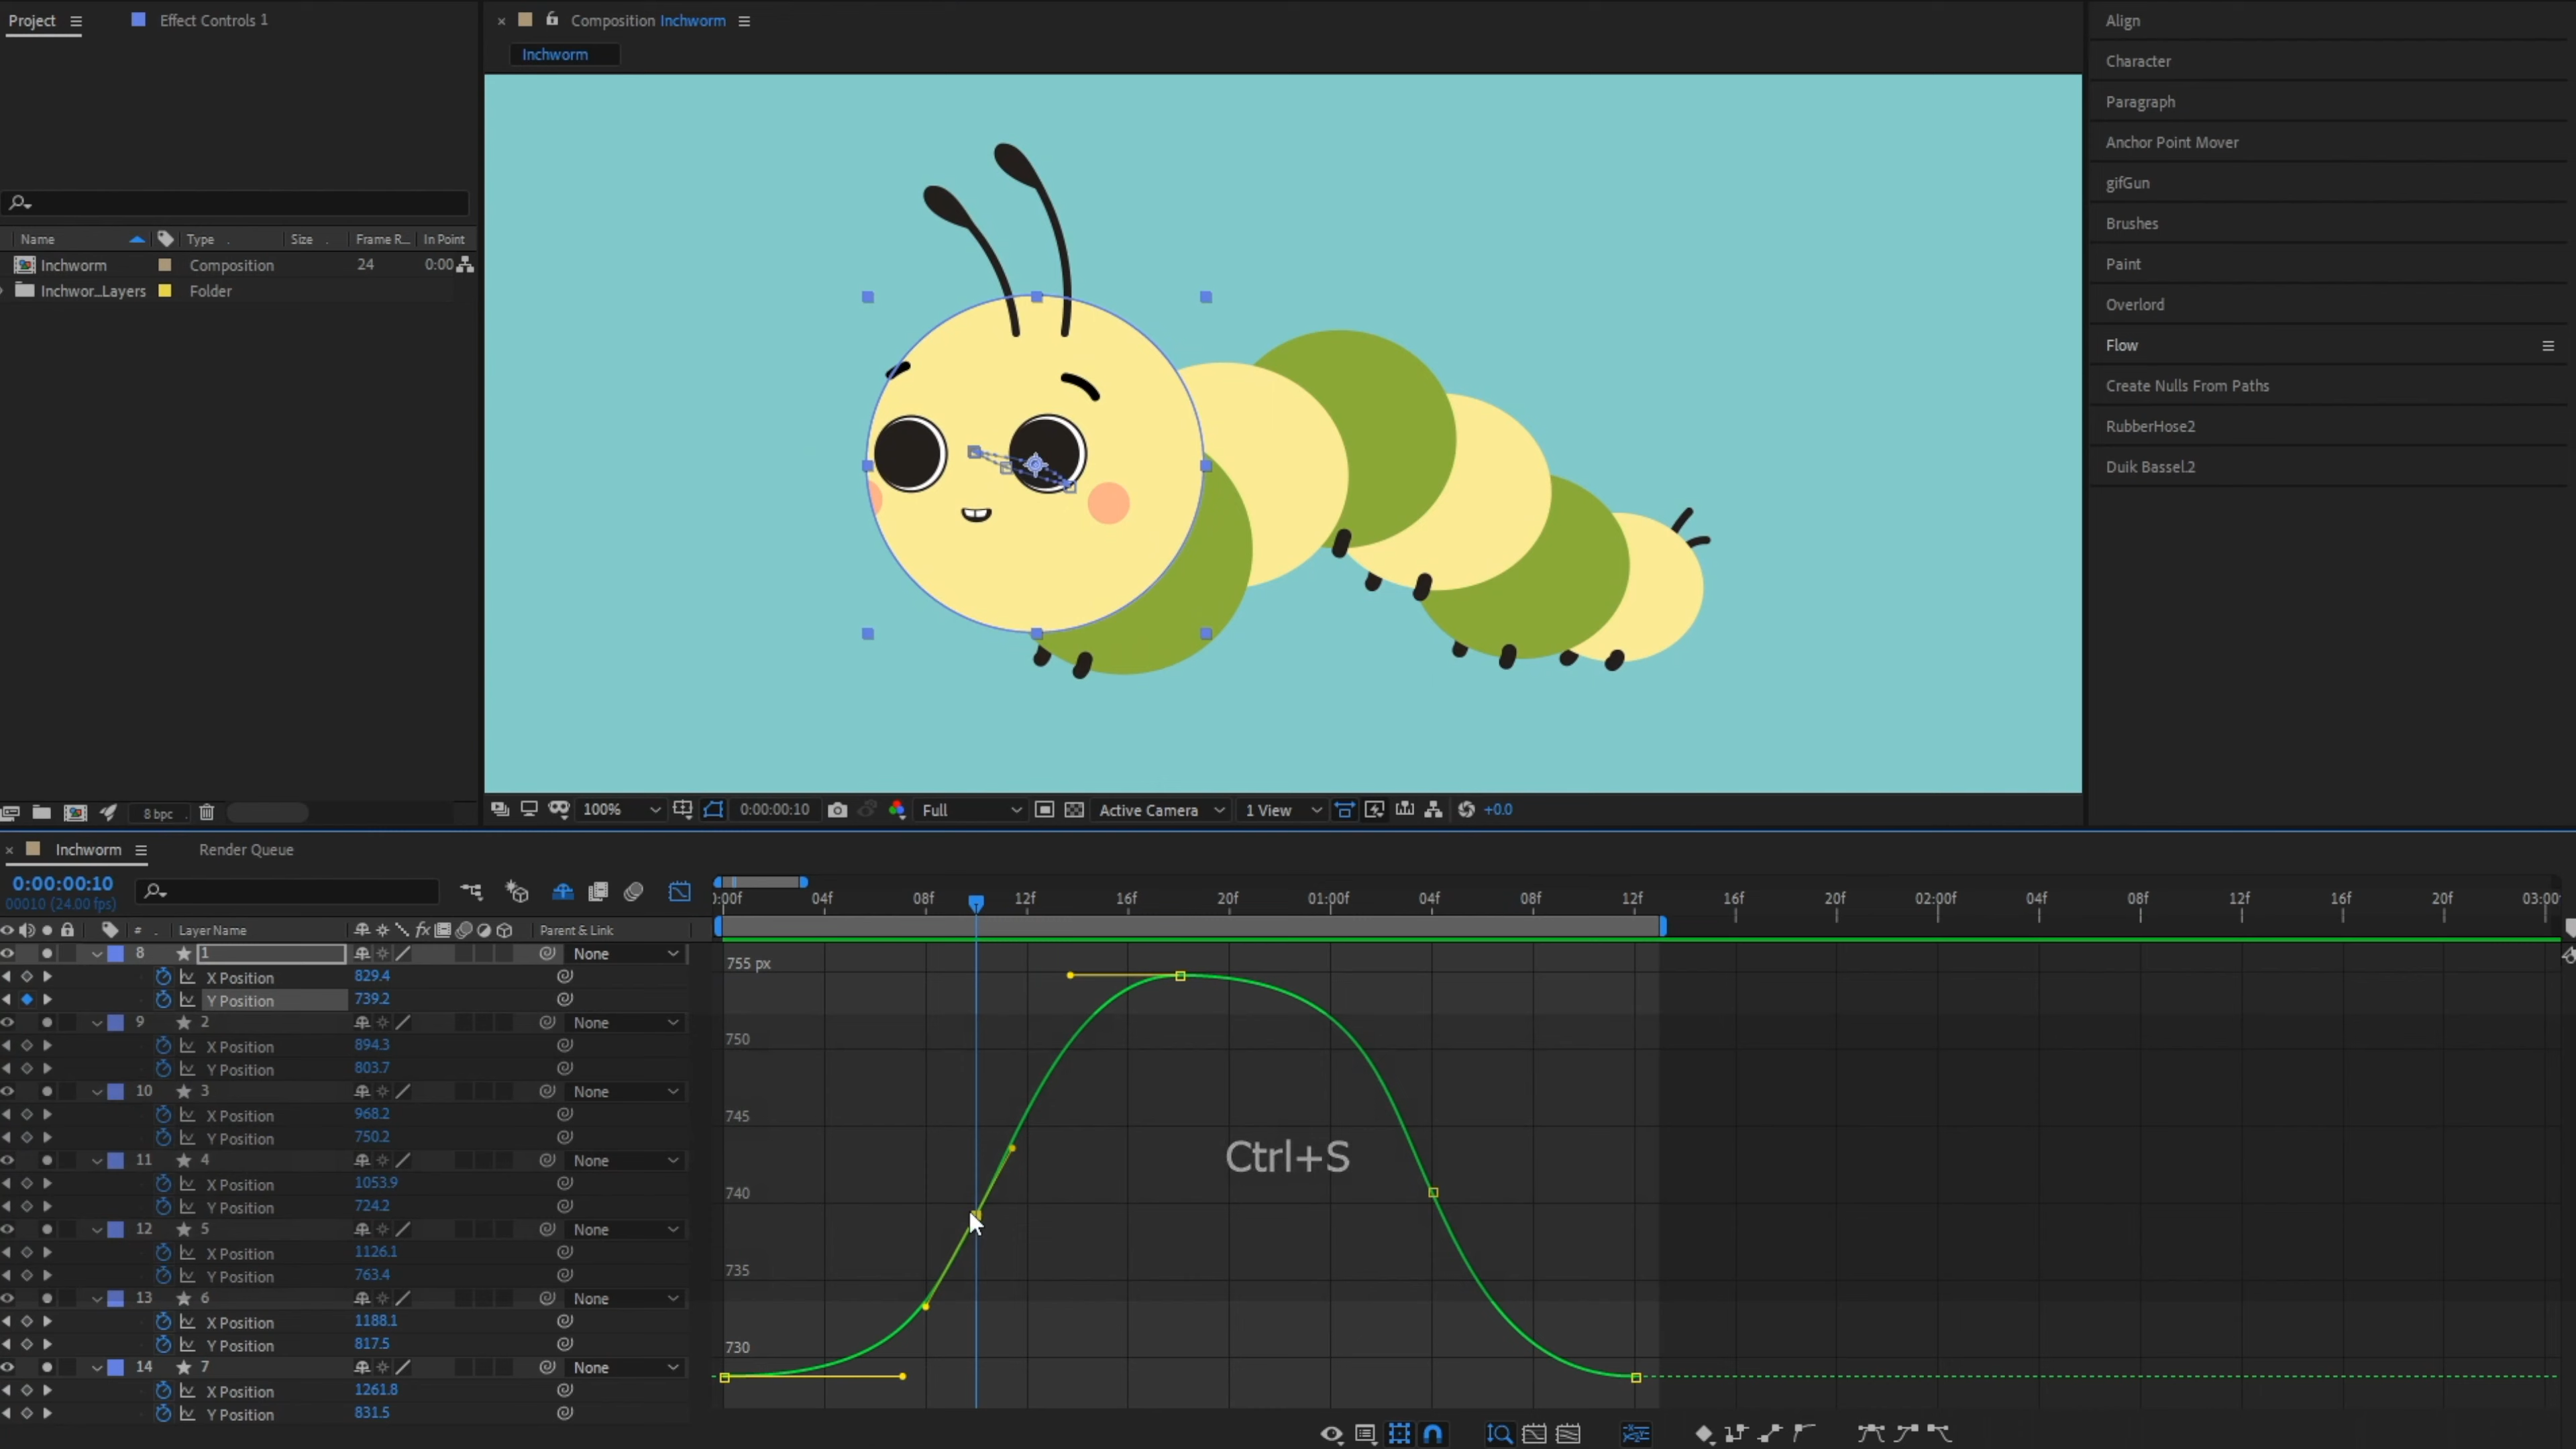 Project
Effect Controls 1
Composition Inchworm
Inchworm
Align
Character
Paragraph
Anchor Point Mover
gifGun
Brushes
Paint
Overlord
Flow
Create Nulls From Paths
RubberHose2
Duik Bassel.2
Name Type Size Frame R... In Point
Inchworm Composition 24 0:00
Inchwor_Layers Folder
8 bpc
100% 0:00:00:10 Full Active Camera 1 View +0.0
Inchworm Render Queue
0:00:00:10
00010 (24.00 fps)
):00f 04f 08f 12f 16f 20f 01:00f 04f 08f 12f 16f 20f 02:00f 04f 08f 12f 16f 20f 03:00
# Layer Name fx Parent & Link
8 1 None
X Position 829.4
Y Position 739.2
9 2 None
X Position 894.3
Y Position 803.7
10 3 None
X Position 968.2
Y Position 750.2
11 4 None
X Position 1053.9
Y Position 724.2
12 5 None
X Position 1126.1
Y Position 763.4
13 6 None
X Position 1188.1
Y Position 817.5
14 7 None
X Position 1261.8
Y Position 831.5
755 px
750
745
740
735
730
Ctrl+S